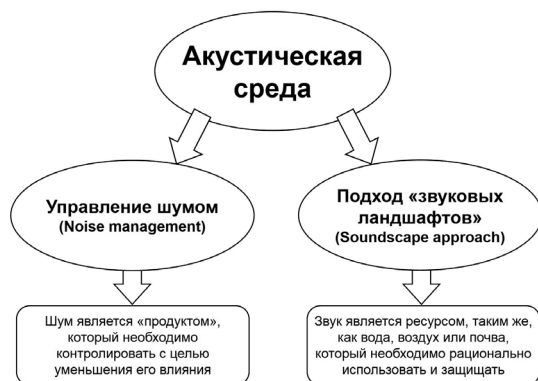 Акустическая
среда
Управление шумом
(Noise management)
Подход «звуковых
ландшафтов»
(Soundscape approach)
Шум является «продуктом»,
который необходимо
контролировать с целью
уменьшения его влияния
Звук является ресурсом, таким же,
как вода, воздух или почва,
который необходимо рационально
использовать и защищать